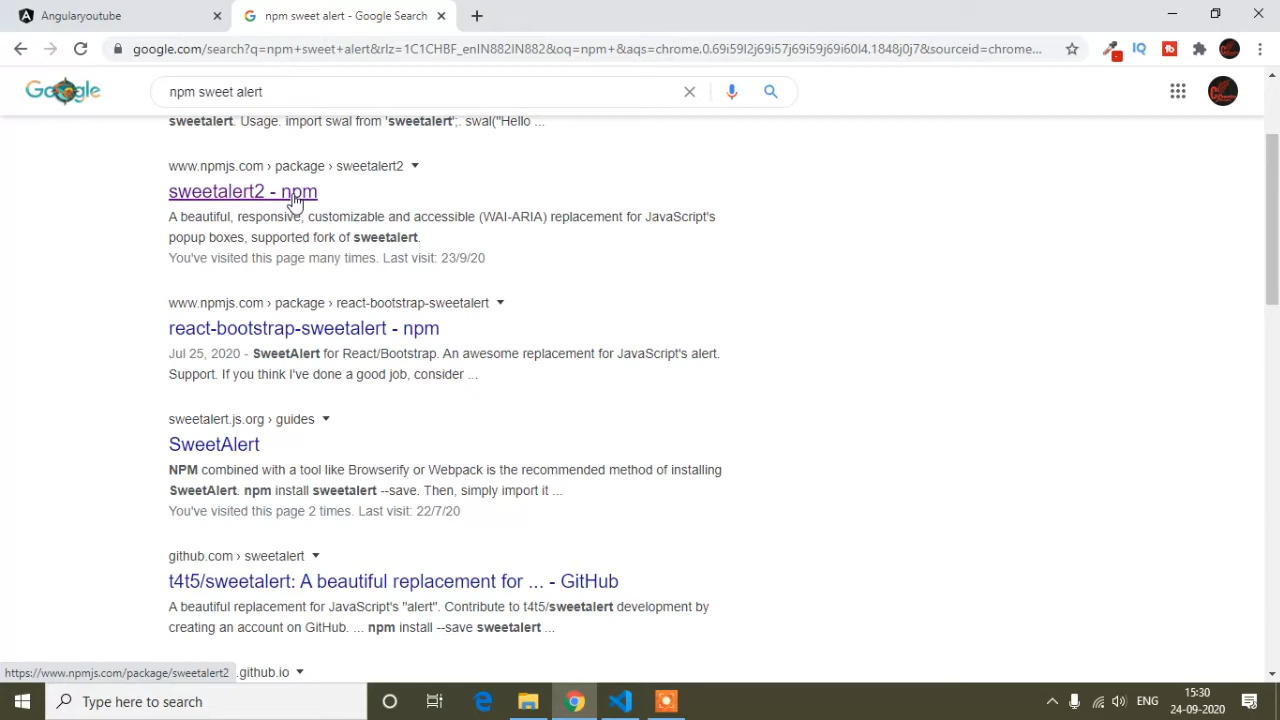 Angularyoutube
npm sweet alert - Google Search
google.com/search?q=npm+sweet+alert&rlz=1C1CHBF_enIN882IN882&oq=npm+&aqs=chrome.0.69i59l2j69i57j69i59j69i60l4.1848j0j7&sourceid=chrome...
IQ
Google
npm sweet alert
sweetalert. Usage. import swal from 'sweetalert';. swal("Hello ...
www.npmjs.com › package › sweetalert2
sweetalert2 - npm
A beautiful, responsive, customizable and accessible (WAI-ARIA) replacement for JavaScript's
popup boxes, supported fork of sweetalert.
You've visited this page many times. Last visit: 23/9/20
www.npmjs.com › package › react-bootstrap-sweetalert
react-bootstrap-sweetalert - npm
Jul 25, 2020 - SweetAlert for React/Bootstrap. An awesome replacement for JavaScript's alert.
Support. If you think I've done a good job, consider ...
sweetalert.js.org › guides
SweetAlert
NPM combined with a tool like Browserify or Webpack is the recommended method of installing
SweetAlert. npm install sweetalert --save. Then, simply import it ...
You've visited this page 2 times. Last visit: 22/7/20
github.com › sweetalert
t4t5/sweetalert: A beautiful replacement for ... - GitHub
A beautiful replacement for JavaScript's "alert". Contribute to t4t5/sweetalert development by
creating an account on GitHub. ... npm install --save sweetalert ...
https://www.npmjs.com/package/sweetalert2 .github.io
Type here to search
ENG
15:30
24-09-2020